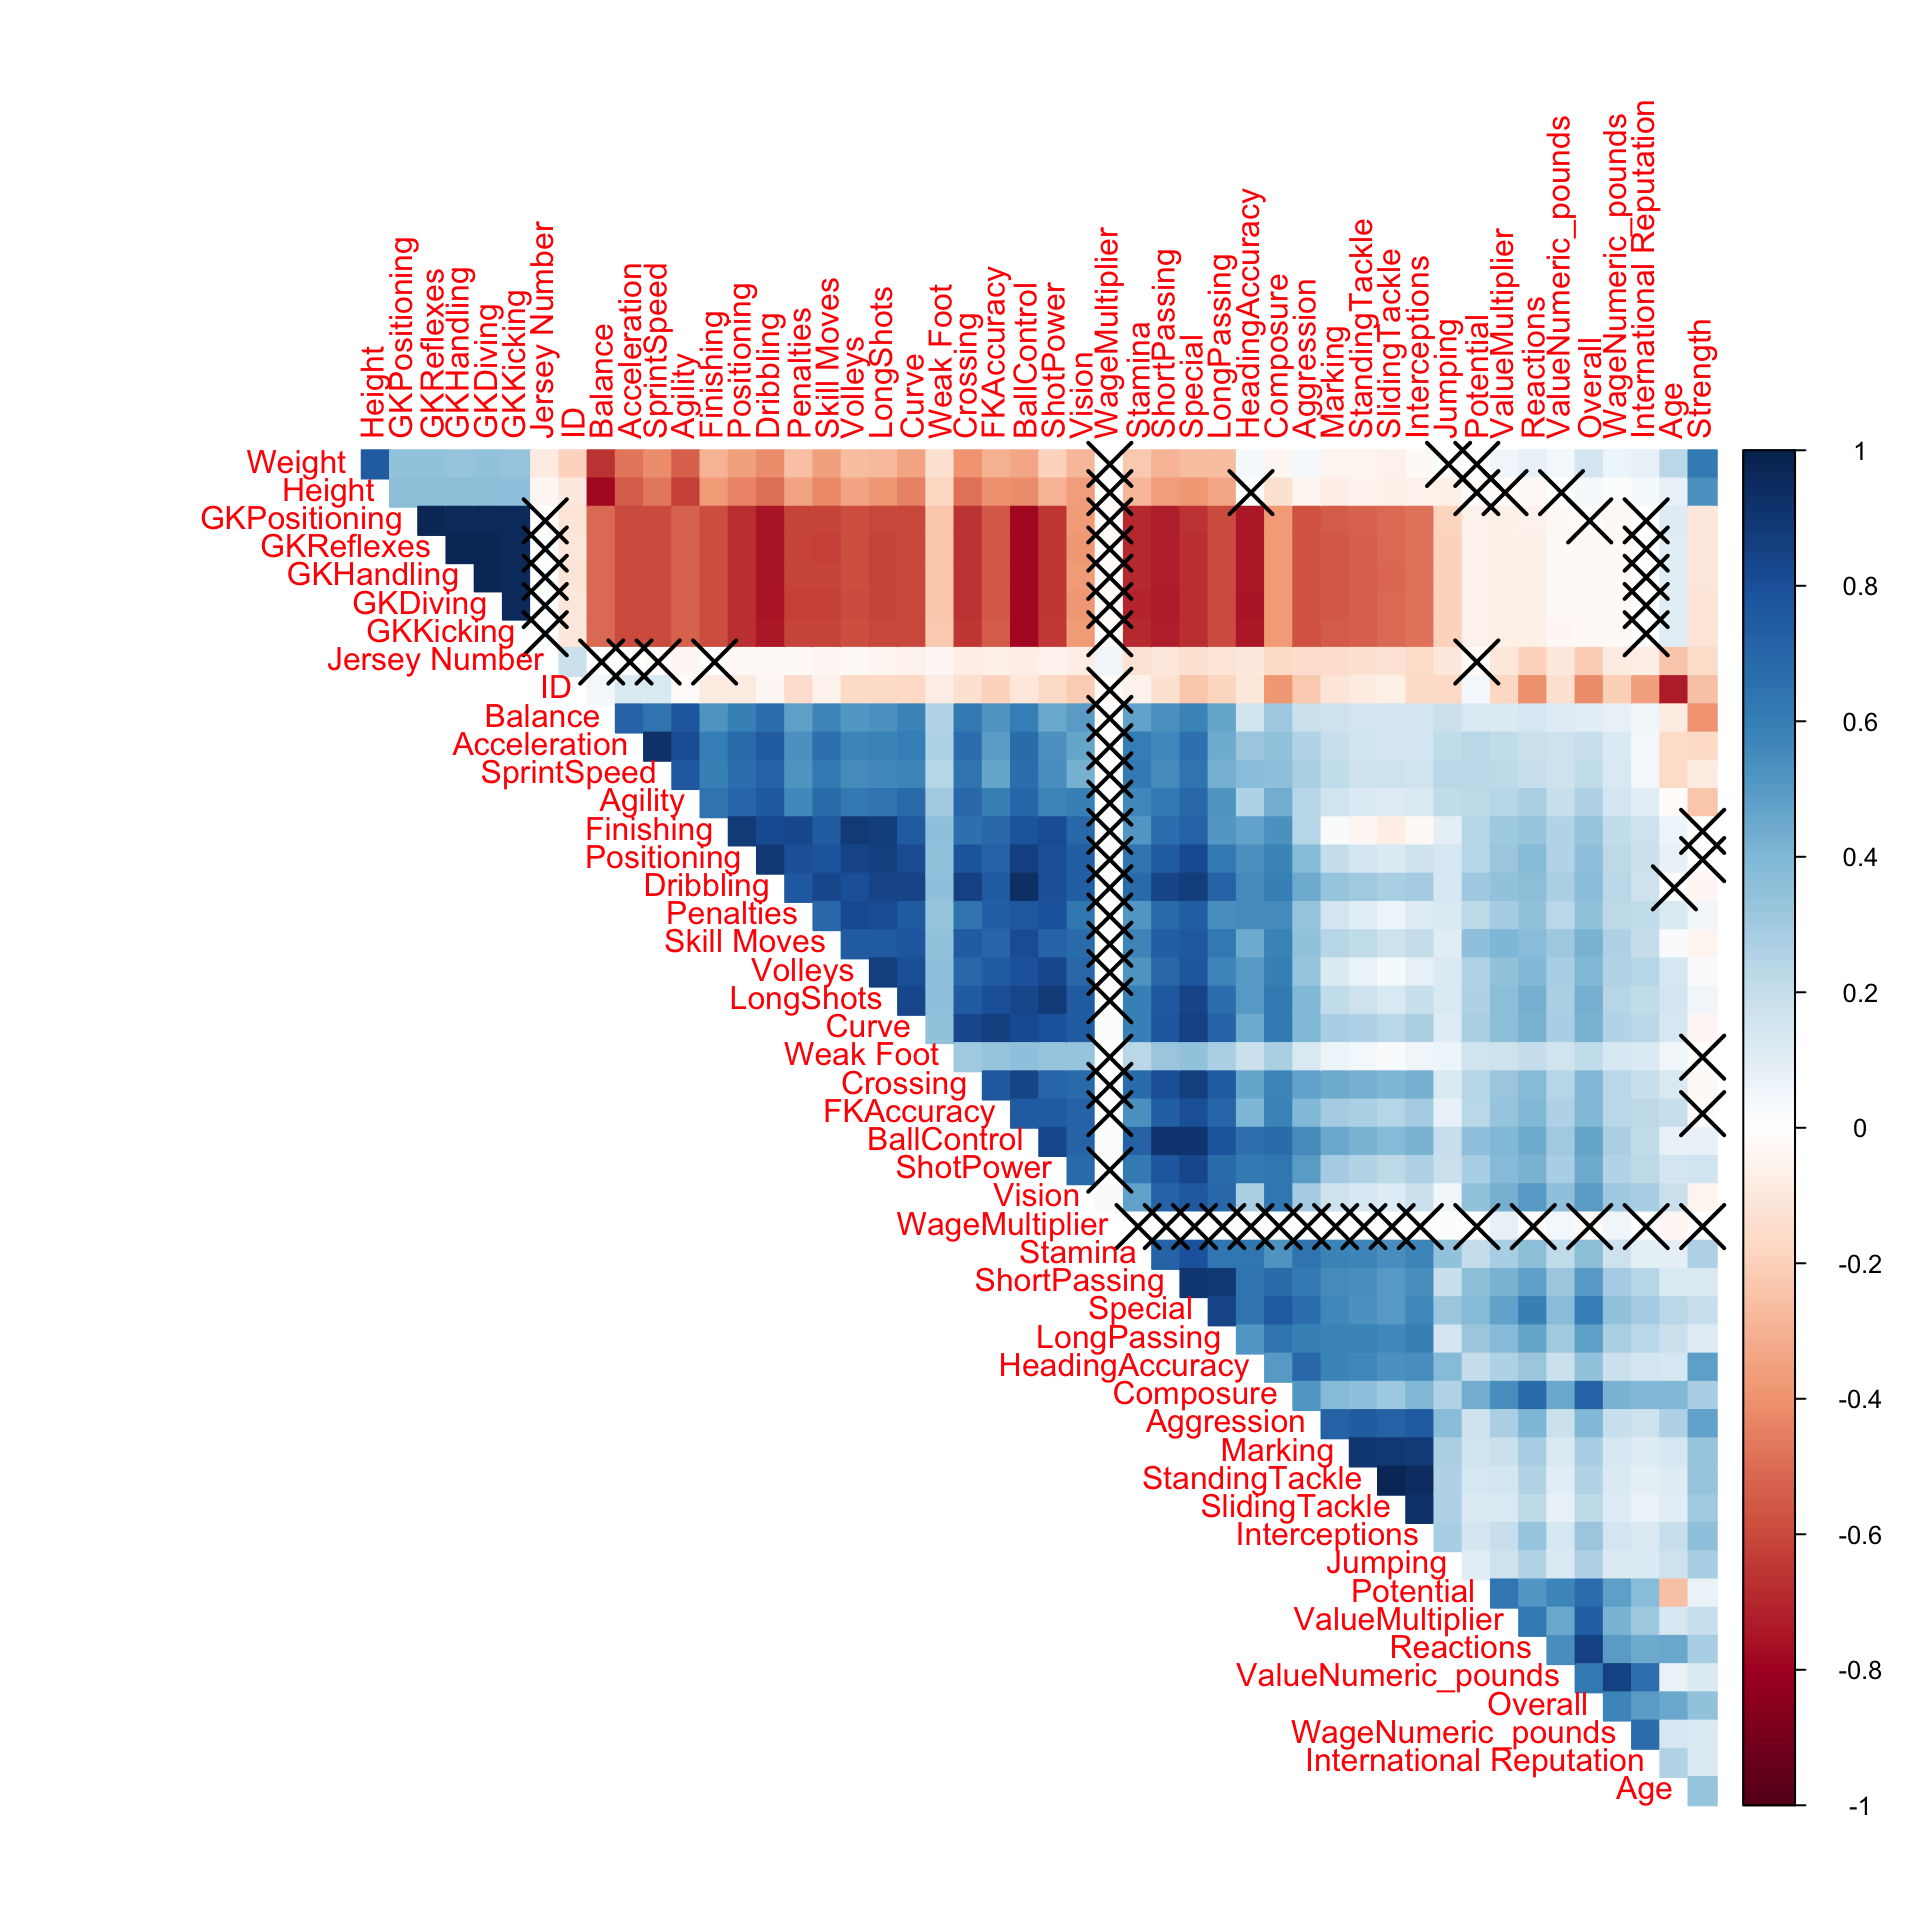 Height
GKPositioning
GKReflexes
GKHandling
GKDiving
GKKicking
Jersey Number
ID
Balance
Acceleration
SprintSpeed
Agility
Finishing
Positioning
Dribbling
Penalties
Skill Moves
Volleys
LongShots
Curve
Weak Foot
Crossing
FKAccuracy
BallControl
ShotPower
Vision
WageMultiplier
Stamina
ShortPassing
Special
LongPassing
HeadingAccuracy
Composure
Aggression
Marking
StandingTackle
SlidingTackle
Interceptions
Jumping
Potential
ValueMultiplier
Reactions
ValueNumeric_pounds
Overall
WageNumeric_pounds
International Reputation
Age
Strength
Weight
Height
GKPositioning
GKReflexes
GKHandling
GKDiving
GKKicking
Jersey Number
ID
Balance
Acceleration
SprintSpeed
Agility
Finishing
Positioning
Dribbling
Penalties
Skill Moves
Volleys
LongShots
Curve
Weak Foot
Crossing
FKAccuracy
BallControl
ShotPower
Vision
WageMultiplier
Stamina
ShortPassing
Special
LongPassing
HeadingAccuracy
Composure
Aggression
Marking
StandingTackle
SlidingTackle
Interceptions
Jumping
Potential
ValueMultiplier
Reactions
ValueNumeric_pounds
Overall
WageNumeric_pounds
International Reputation
Age
1
0.8
0.6
0.4
0.2
0
-0.2
-0.4
-0.6
-0.8
-1